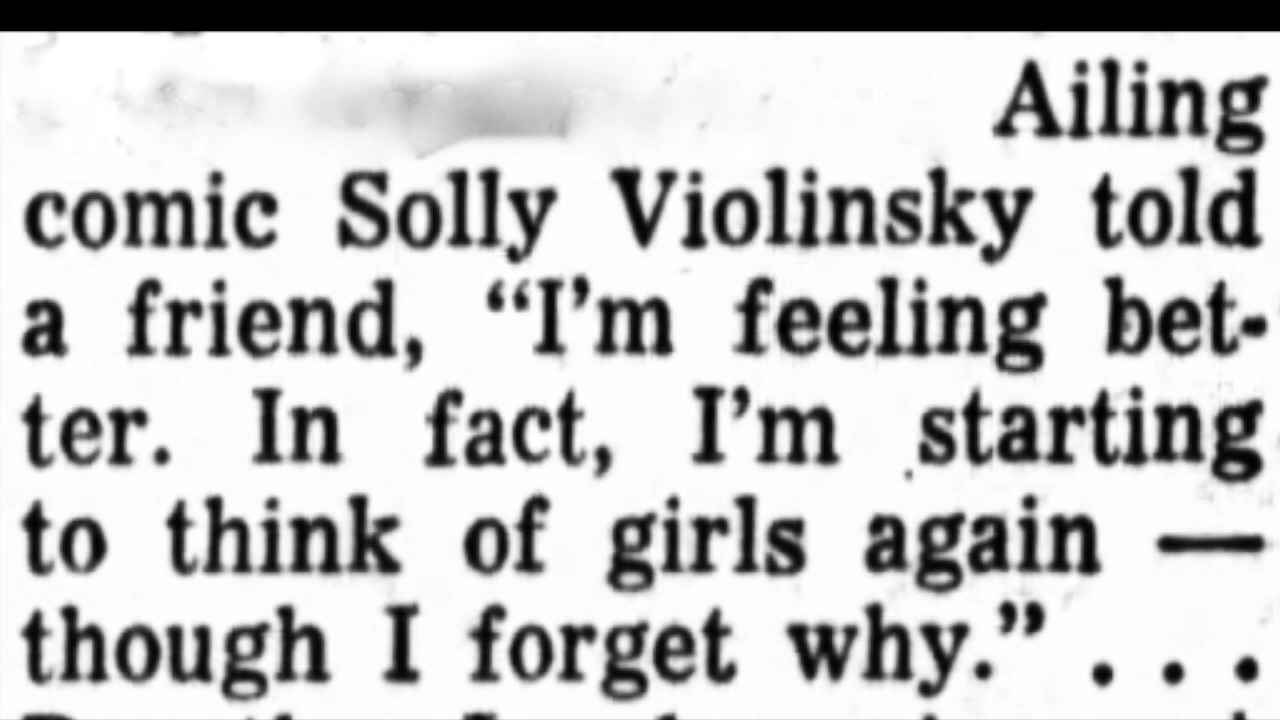 Ailing
comic Solly Violinsky told
a friend, “I’m feeling bet-
ter. In fact, I’m starting
to think of girls again —
though I forget why.” . . .